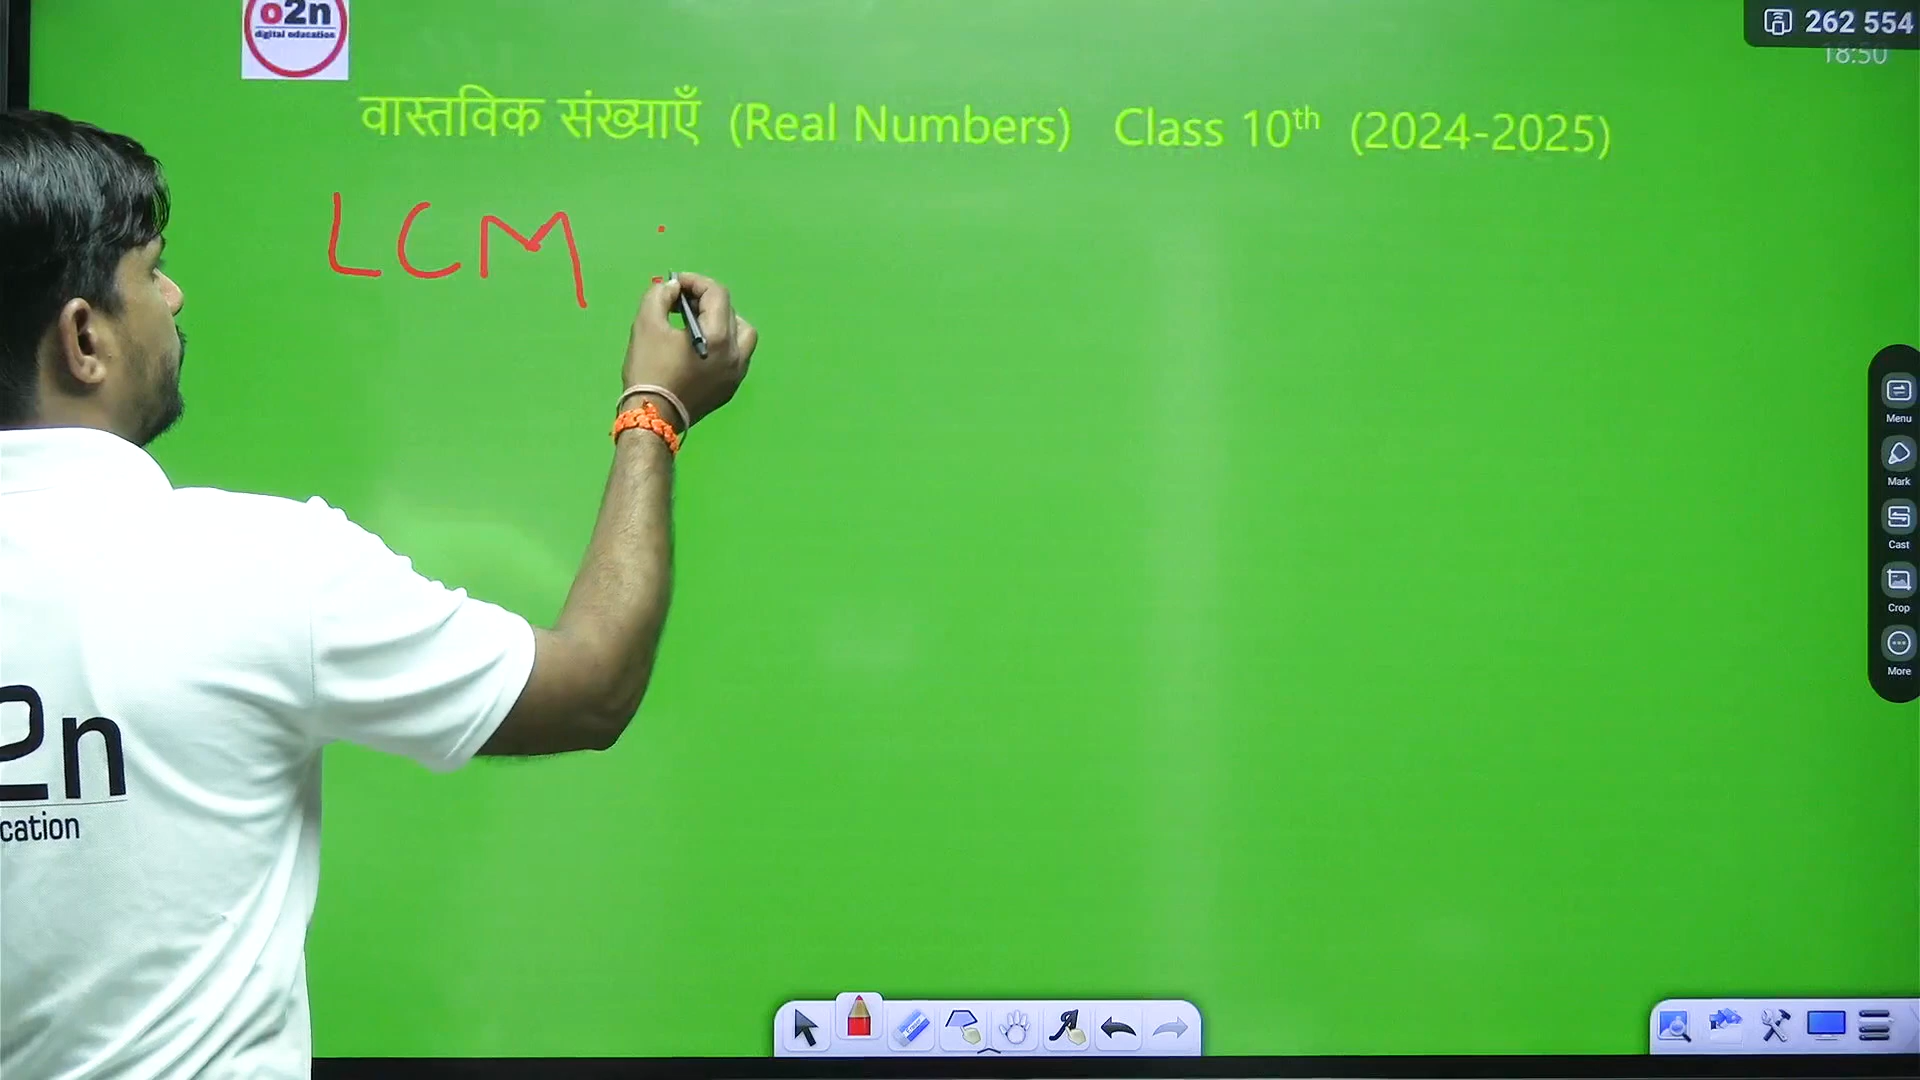 o2n
digital education
262 554
18:50
वास्तविक संख्याएँ (Real Numbers) Class 10th (2024-2025)
LCM :
Menu
Mark
Cast
Crop
More
2n
cation